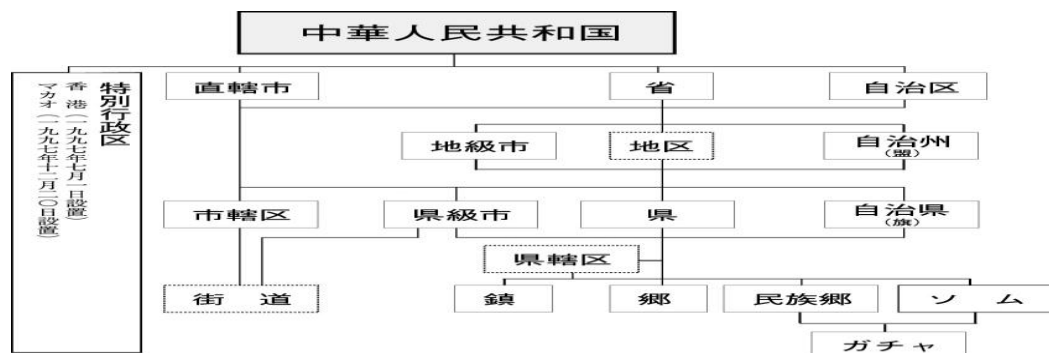 中華人民共和国
特別行政区
香港(一九九七年七月一日設置)
マカオ(一九九七年十二月二〇日設置)
直轄市
省
自治区
地級市
地区
自治州
(盟)
市轄区
県級市
県
自治県
(旗)
県轄区
街道
鎮
郷
民族郷
ソム
ガチャ